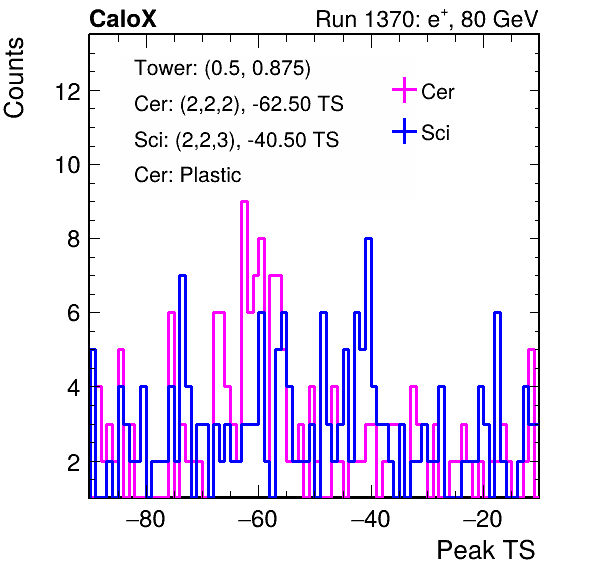 CaloX Run 1370: e⁺, 80 GeV
Counts
Tower: (0.5, 0.875)
Cer: (2,2,2), -62.50 TS
Sci: (2,2,3), -40.50 TS
Cer: Plastic
Cer
Sci
12
10
8
6
4
2
−80 −60 −40 −20
Peak TS